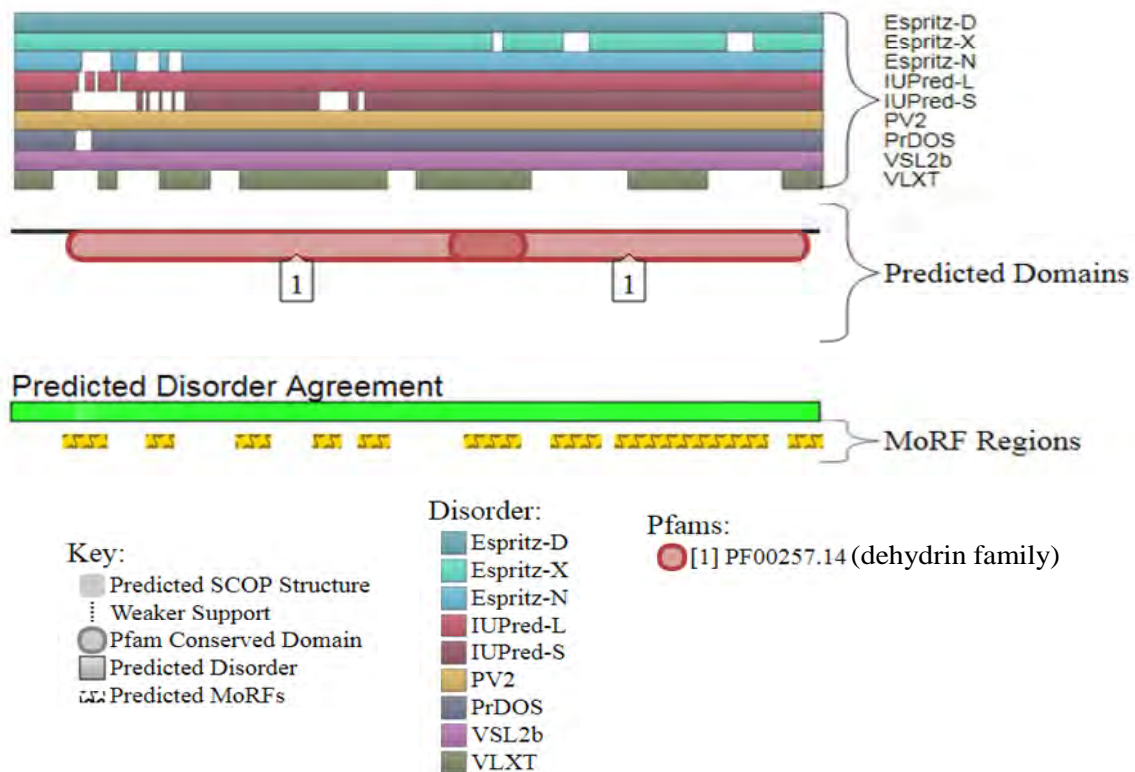 Espritz-D
Espritz-X
Espritz-N
IUPred-L
IUPred-S
PV2
PrDOS
VSL2b
VLXT
1
1
Predicted Domains
Predicted Disorder Agreement
MoRF Regions
Key:
Predicted SCOP Structure
Weaker Support
Pfam Conserved Domain
Predicted Disorder
Predicted MoRFs
Disorder:
Espritz-D
Espritz-X
Espritz-N
IUPred-L
IUPred-S
PV2
PrDOS
VSL2b
VLXT
Pfams:
[1] PF00257.14 (dehydrin family)